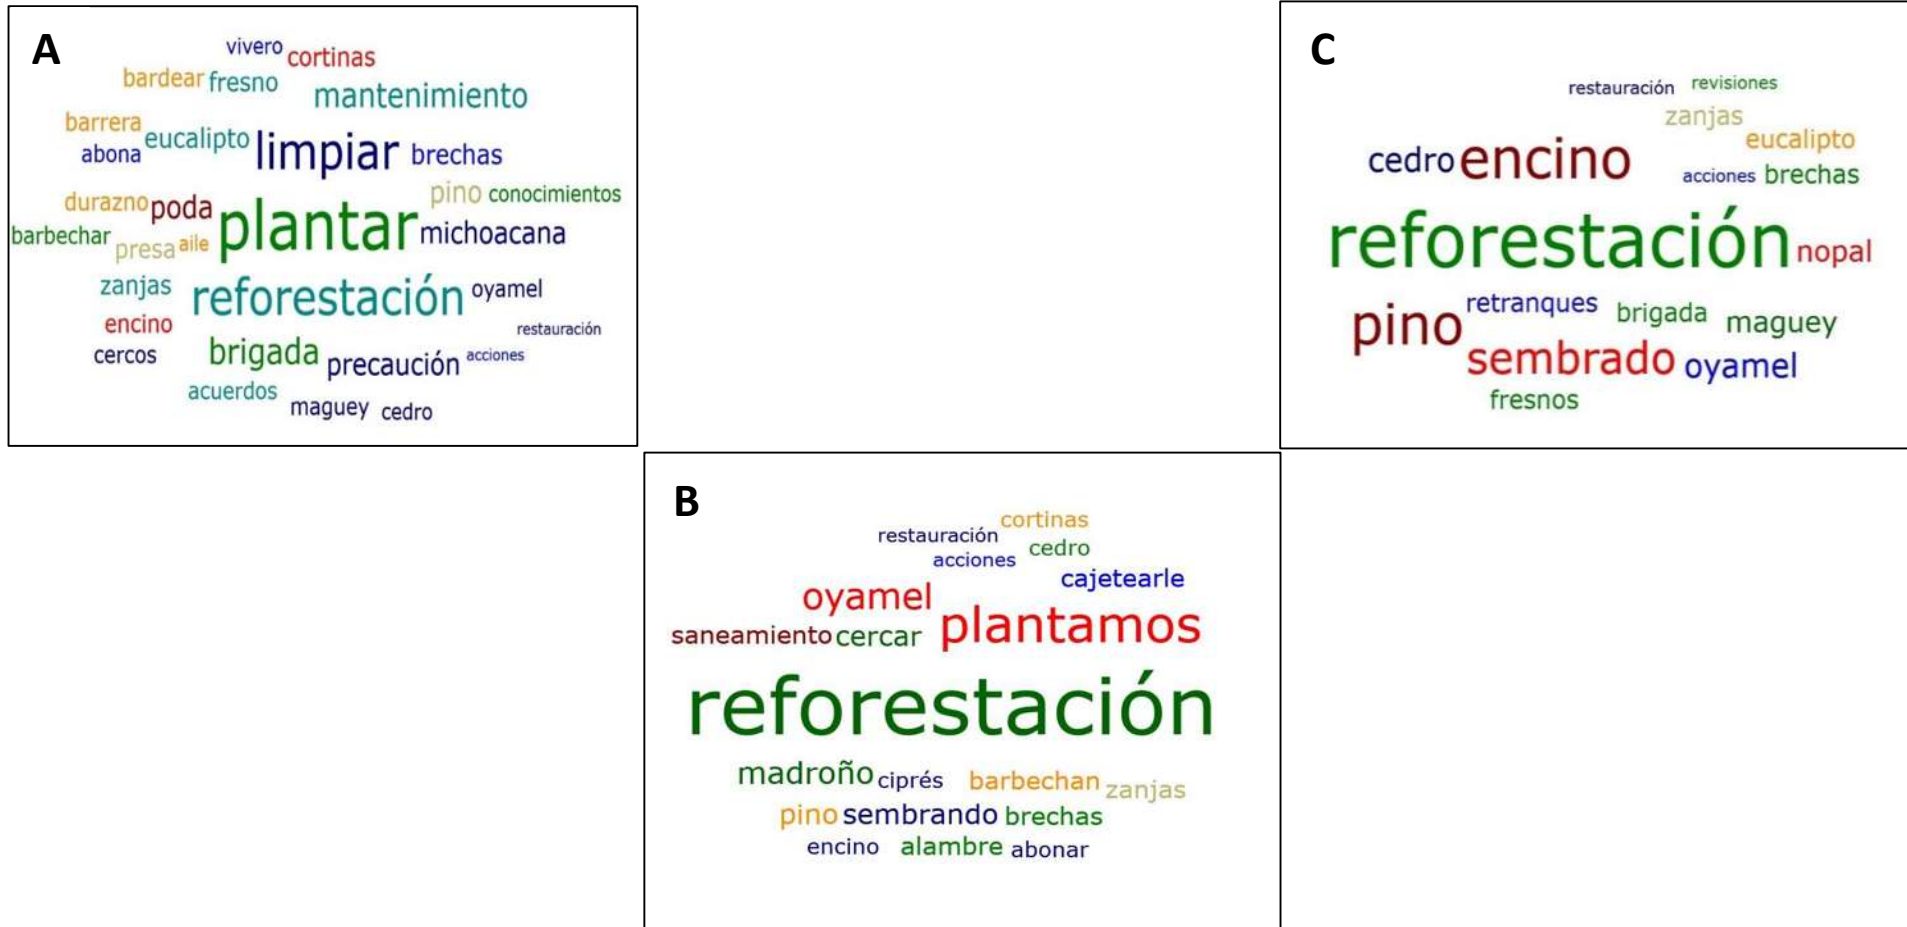 A
vivero cortinas
bardear fresno mantenimiento
barrera eucalipto limpiar brechas
abona
durazno poda plantar pino conocimientos
barbechar presa aile michoacana
zanjas reforestación oyamel
encino restauración
cercos brigada precaución acciones
acuerdos maguey cedro
C
restauración revisiones
zanjas
cedro encino eucalipto
acciones brechas
reforestación nopal
pino retranques brigada maguey
sembrado oyamel
fresnos
B
restauración cortinas
acciones cedro
oyamel cajetearle
saneamiento cercar plantamos
reforestación
madroño ciprés barbechan zanjas
pino sembrando brechas
encino alambre abonar